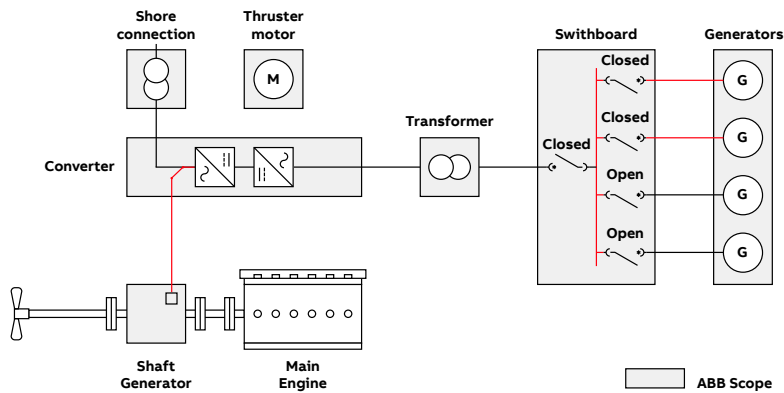 Shore
connection
Thruster
motor
M
Swithboard
Generators
Closed
G
Transformer
Closed
G
Closed
Converter
Open
G
Open
G
Shaft
Generator
Main
Engine
ABB Scope